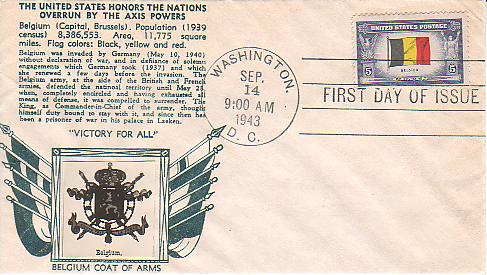 THE UNITED STATES HONORS THE NATIONS
OVERRUN BY THE AXIS POWERS
Belgium (Capital, Brussels). Population (1939
census) 8,386,553. Area, 11,775 square
miles. Flag colors: Black, yellow and red.
Belgium was invaded by Germany (May 10, 1940)
without declaration of war, and in defiance of solemn
engagements which Germany took (1937) and which
she renewed a few days before the invasion. The
Belgian army, at the side of the British and French
armies, defended the national territory until May 28
when, completely encircled and having exhausted all
means of defense, it was compelled to surrender. The
King, as Commander-in-Chief of the army, thought
himself duty bound to stay with it, and since then has
been a prisoner of war in his palace in Laeken.
"VICTORY FOR ALL"
Belgium.
BELGIUM COAT OF ARMS
WASHINGTON,
SEP.
14
9:00 AM
1943
D. C.
UNITED STATES POSTAGE
5 5
BELGIUM
FIRST DAY OF ISSUE